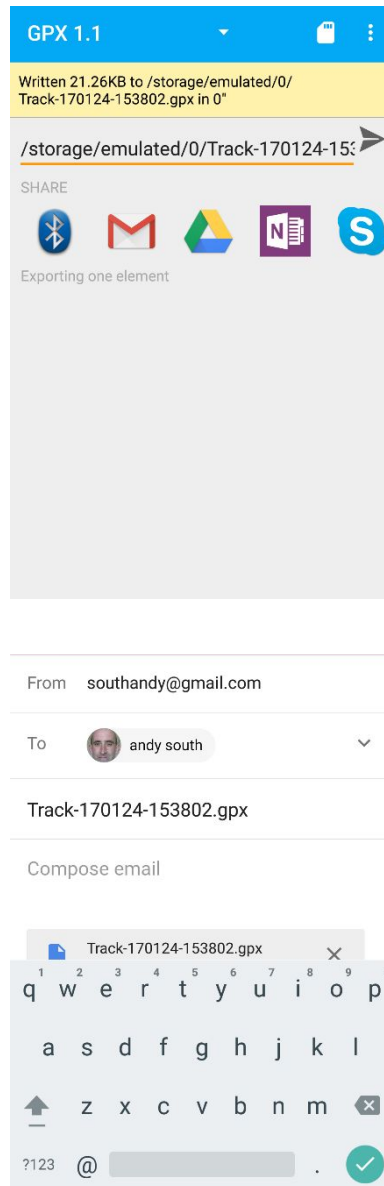 GPX 1.1
Written 21.26KB to /storage/emulated/0/
Track-170124-153802.gpx in 0"
/storage/emulated/0/Track-170124-153
SHARE
N
S
Exporting one element
From southandy@gmail.com
To andy south
Track-170124-153802.gpx
Compose email
Track-170124-153802.gpx
1 2 3 4 5 6 7 8 9
q w e r t y u i o p
a s d f g h j k l
z x c v b n m
?123 @ .